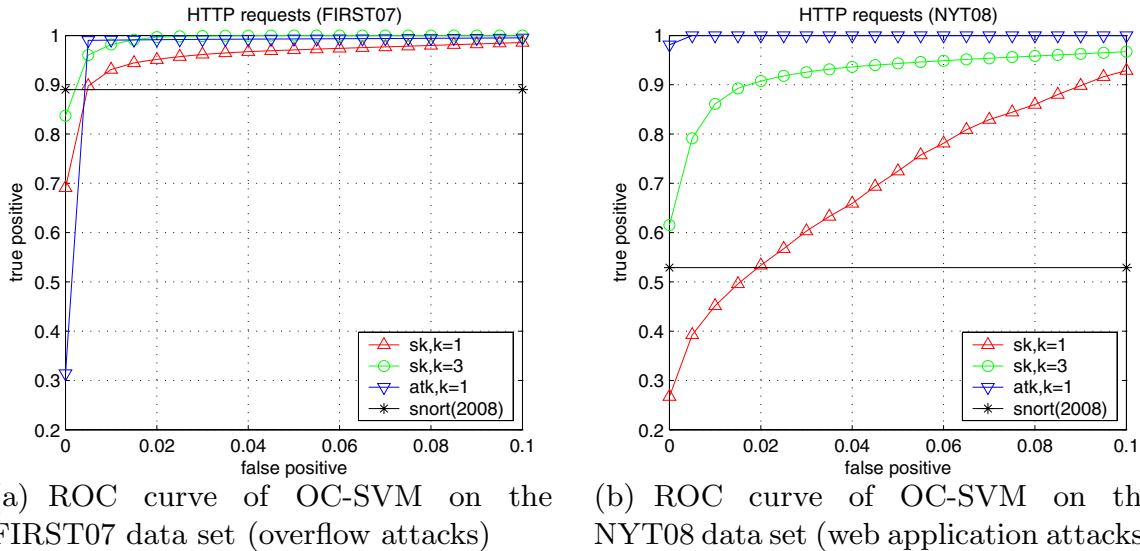 HTTP requests (FIRST07)
1
0.9
0.8
0.7
0.6
0.5
0.4
0.3
0.2
true positive
sk,k=1
sk,k=3
atk,k=1
snort(2008)
0 0.02 0.04 0.06 0.08 0.1
false positive
HTTP requests (NYT08)
1
0.9
0.8
0.7
0.6
0.5
0.4
0.3
0.2
true positive
sk,k=1
sk,k=3
atk,k=1
snort(2008)
0 0.02 0.04 0.06 0.08 0.1
false positive
a) ROC curve of OC-SVM on the
FIRST07 data set (overflow attacks)
(b) ROC curve of OC-SVM on th
NYT08 data set (web application attacks